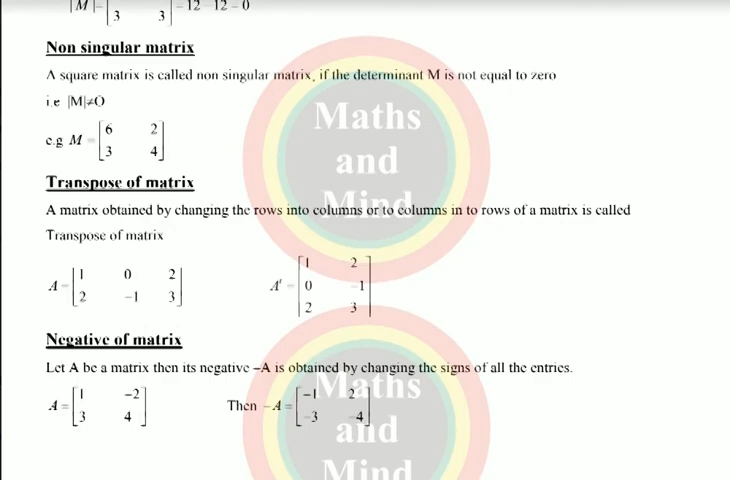 |M|= 3 3 = 12 - 12 = 0
Non singular matrix
A square matrix is called non singular matrix, if the determinant M is not equal to zero
i.e |M|≠O
e.g M = [6 2
3 4]
Transpose of matrix
A matrix obtained by changing the rows into columns or to columns in to rows of a matrix is called
Transpose of matrix
A = [1 0 2
2 -1 3]
A' = [1 2
0 -1
2 3]
Negative of matrix
Let A be a matrix then its negative –A is obtained by changing the signs of all the entries.
A = [1 -2
3 4]
Then -A = [-1 2
-3 -4]
Maths
and
Mind
Maths
and
Mind